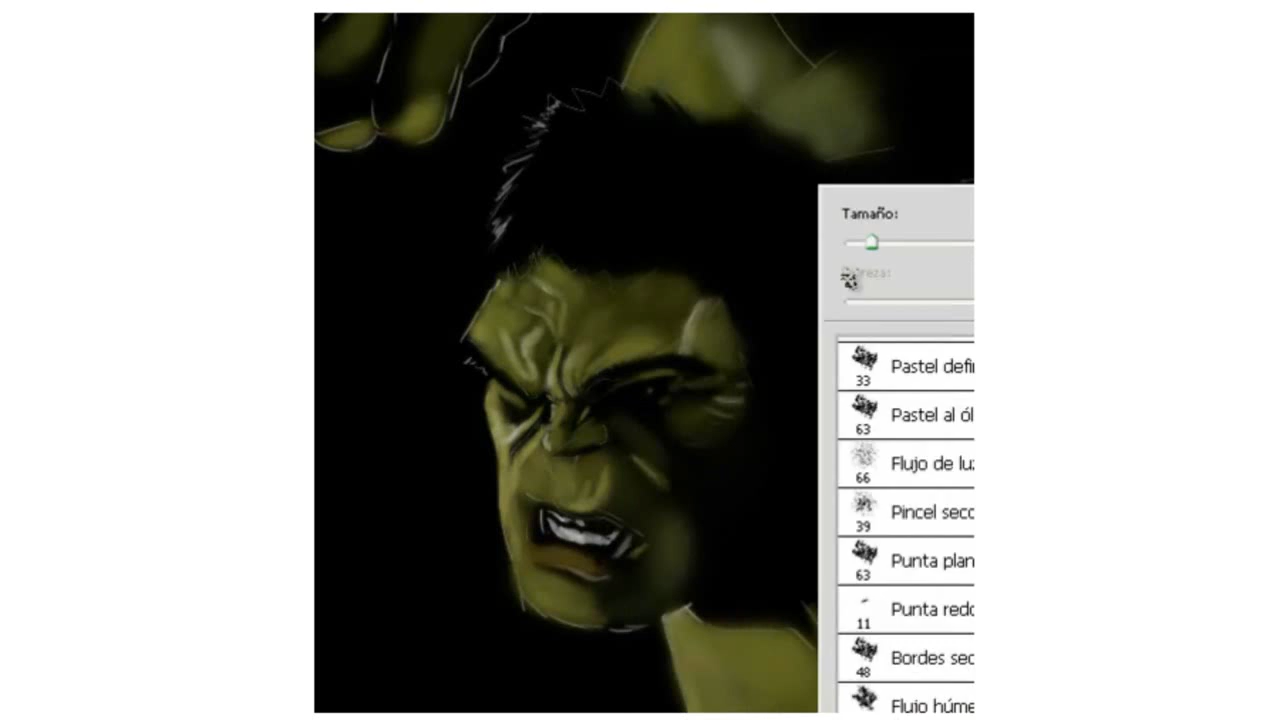 Tamaño:
33
Pastel defi
63
Pastel al ól
66
Flujo de lu
39
Pincel sec
63
Punta plan
11
Punta red
48
Bordes sec
Flujo húme